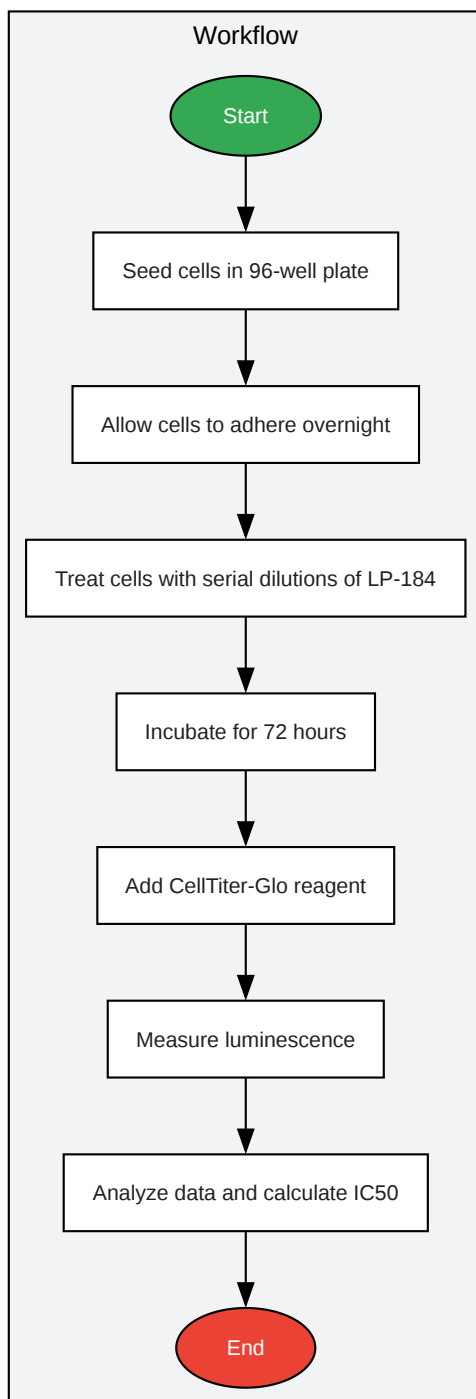 Workflow
Start
Seed cells in 96-well plate
Allow cells to adhere overnight
Treat cells with serial dilutions of LP-184
Incubate for 72 hours
Add CellTiter-Glo reagent
Measure luminescence
Analyze data and calculate IC50
End